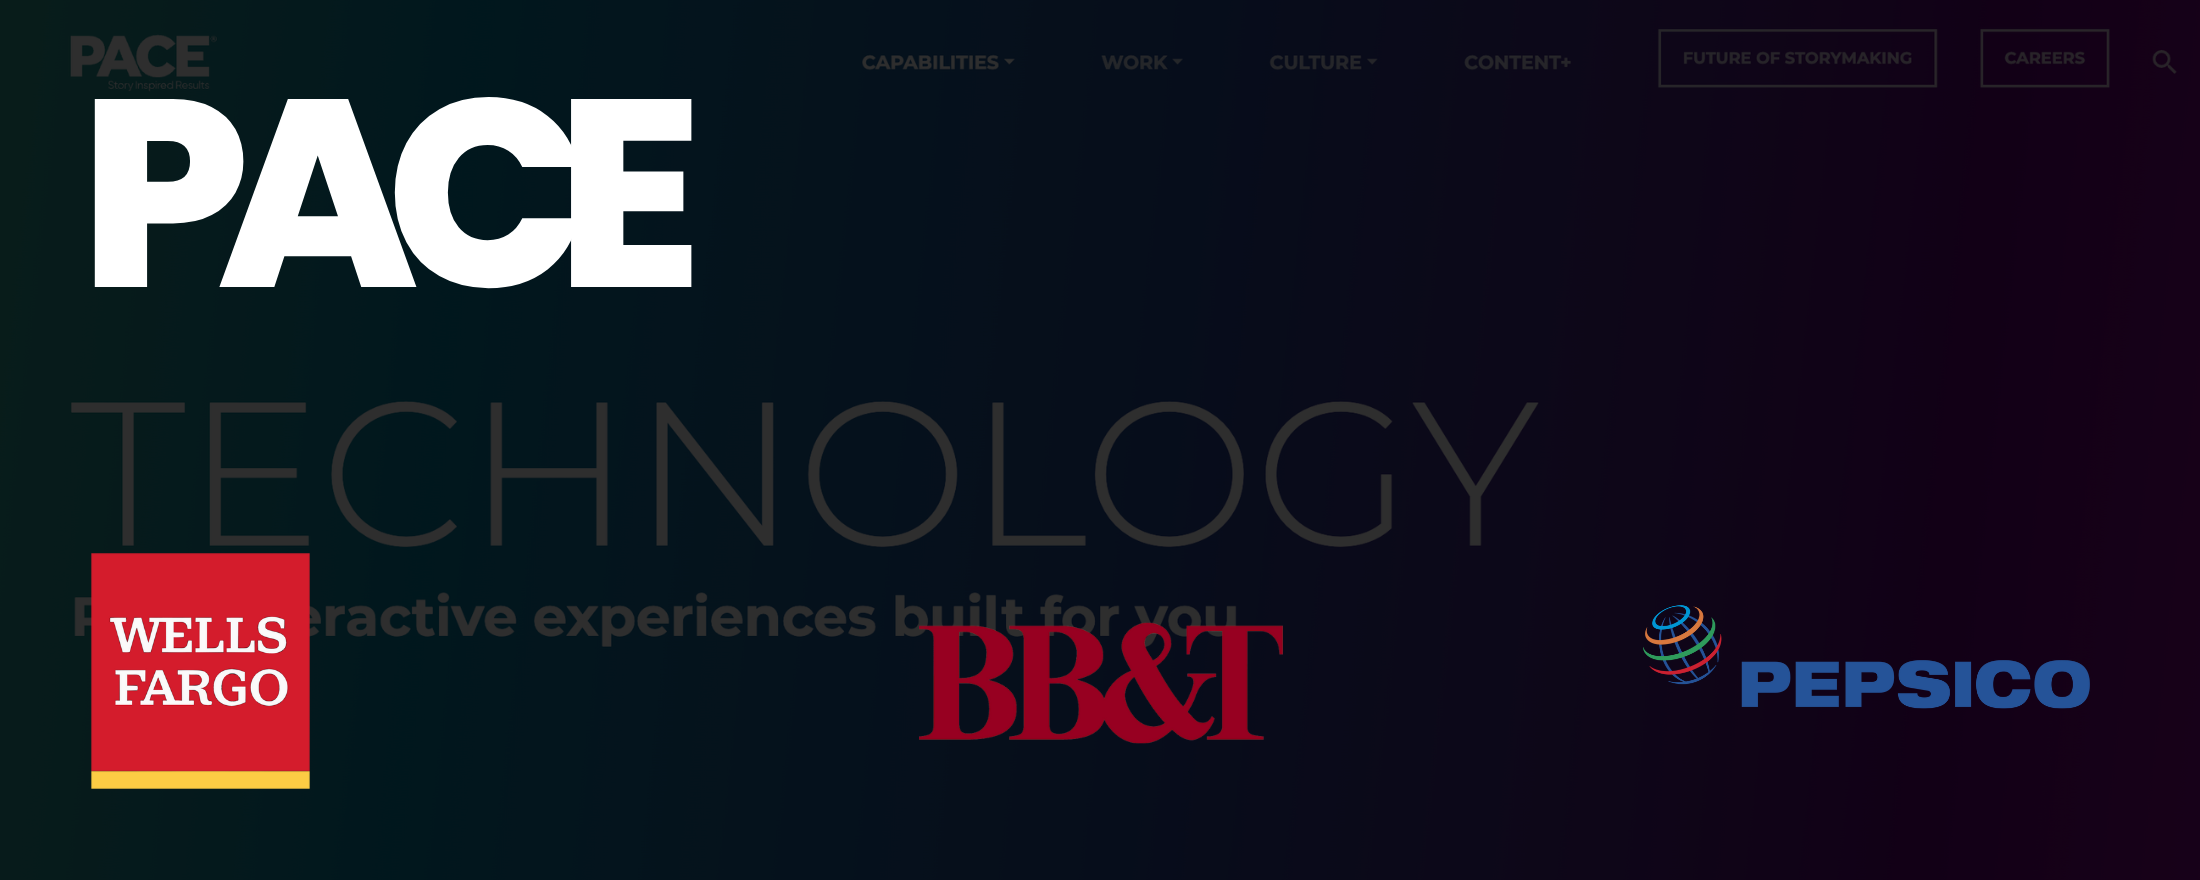 PACE®
Story Inspired Results
CAPABILITIES
WORK
CULTURE
CONTENT+
FUTURE OF STORYMAKING
CAREERS
PACE
TECHNOLOGY
eractive experiences built for you
WELLS
FARGO
BB&T
PEPSICO